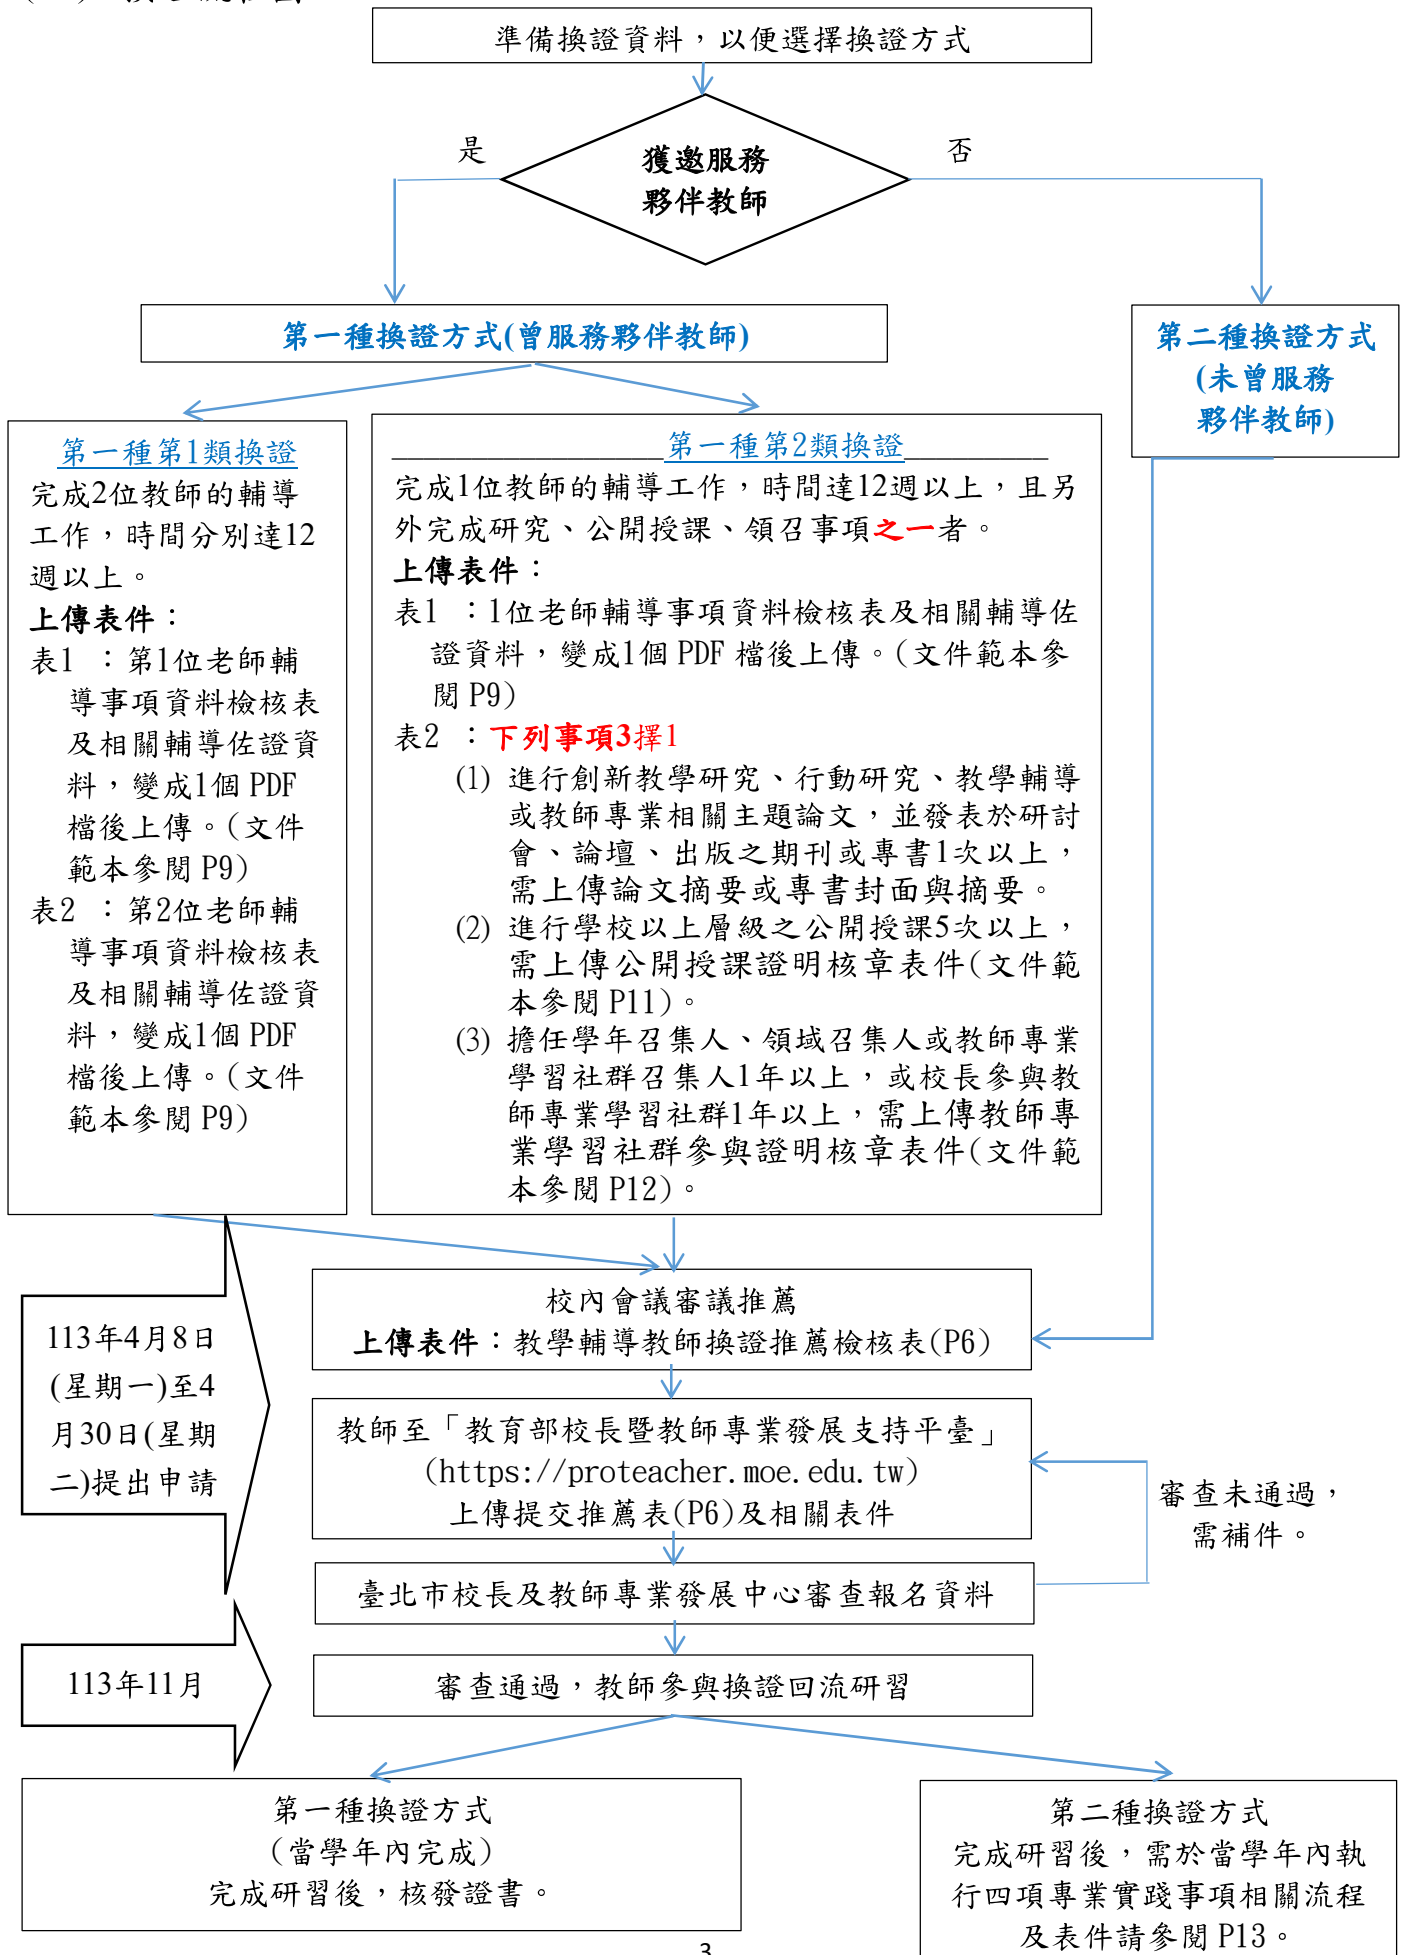 準備換證資料，以便選擇換證方式
獲邀服務
夥伴教師
是
否
第一種換證方式(曾服務夥伴教師)
第二種換證方式
(未曾服務
夥伴教師)
第一種第1類換證
完成2位教師的輔導
工作，時間分別達12
週以上。
上傳表件：
表1 ：第1位老師輔
導事項資料檢核表
及相關輔導佐證資
料，變成1個 PDF
檔後上傳。(文件
範本參閱 P9)
表2 ：第2位老師輔
導事項資料檢核表
及相關輔導佐證資
料，變成1個 PDF
檔後上傳。(文件
範本參閱 P9)
第一種第2類換證
完成1位教師的輔導工作，時間達12週以上，且另
外完成研究、公開授課、領召事項之一者。
上傳表件：
表1 ：1位老師輔導事項資料檢核表及相關輔導佐
證資料，變成1個 PDF 檔後上傳。(文件範本參
閱 P9)
表2 ：下列事項3擇1
(1) 進行創新教學研究、行動研究、教學輔導
或教師專業相關主題論文，並發表於研討
會、論壇、出版之期刊或專書1次以上，
需上傳論文摘要或專書封面與摘要。
(2) 進行學校以上層級之公開授課5次以上，
需上傳公開授課證明核章表件(文件範
本參閱 P11)。
(3) 擔任學年召集人、領域召集人或教師專業
學習社群召集人1年以上，或校長參與教
師專業學習社群1年以上，需上傳教師專
業學習社群參與證明核章表件(文件範
本參閱 P12)。
113年4月8日
(星期一)至4
月30日(星期
二)提出申請
校內會議審議推薦
上傳表件：教學輔導教師換證推薦檢核表(P6)
教師至「教育部校長暨教師專業發展支持平臺」
(https://proteacher.moe.edu.tw)
上傳提交推薦表(P6)及相關表件
審查未通過，
需補件。
臺北市校長及教師專業發展中心審查報名資料
113年11月
審查通過，教師參與換證回流研習
第一種換證方式
(當學年內完成)
完成研習後，核發證書。
第二種換證方式
完成研習後，需於當學年內執
行四項專業實踐事項相關流程
及表件請參閱 P13。